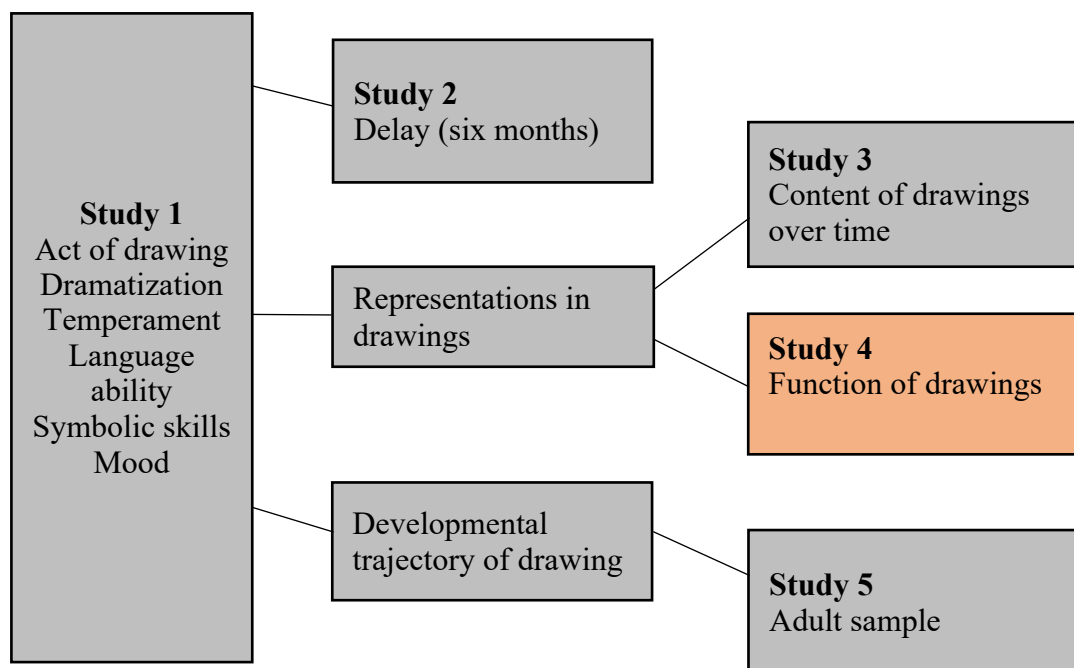 Study 1
Act of drawing
Dramatization
Temperament
Language
ability
Symbolic skills
Mood
Study 2
Delay (six months)
Representations in
drawings
Developmental
trajectory of drawing
Study 3
Content of drawings
over time
Study 4
Function of drawings
Study 5
Adult sample